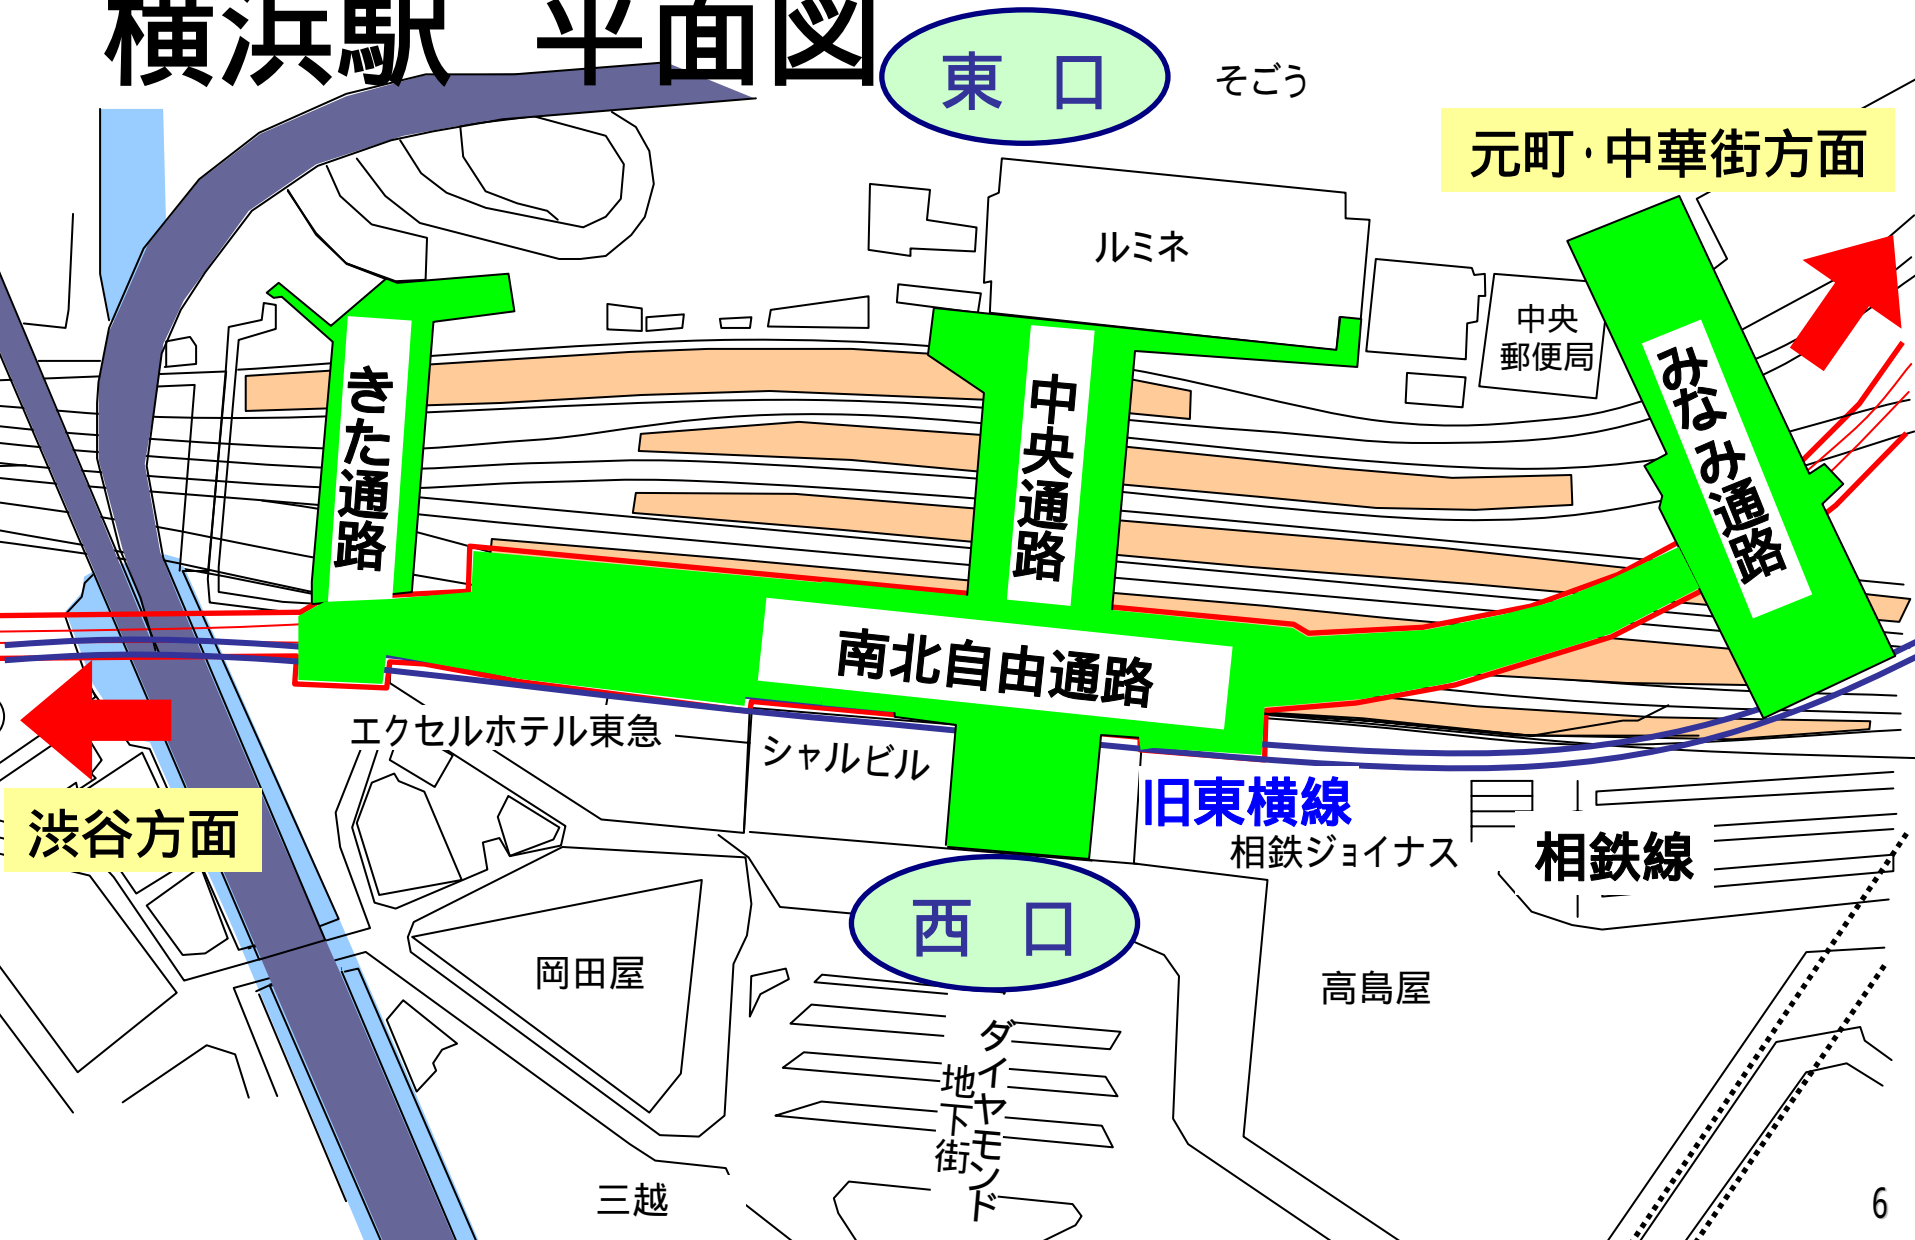 横浜駅 平面図
東 口
そごう
元町・中華街方面
ルミネ
中央
郵便局
きた通路
中央通路
みなみ通路
南北自由通路
エクセルホテル東急
シャルビル
旧東横線
相鉄ジョイナス
相鉄線
渋谷方面
西 口
岡田屋
高島屋
ダイヤモンド
地下街
三越
6